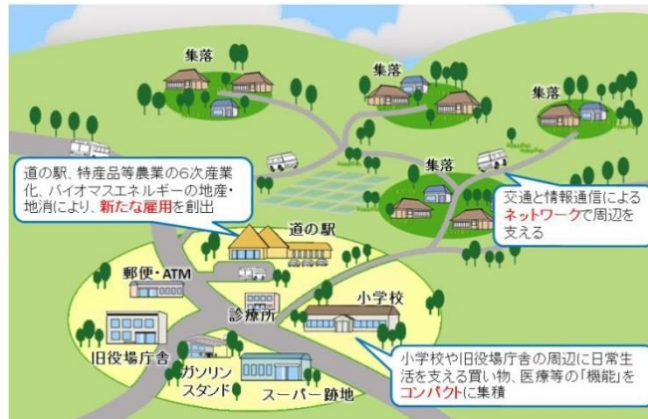 集落
集落
集落
集落
道の駅、特産品等農業の6次産業
化、バイオマスエネルギーの地産・
地消により、新たな雇用を創出
交通と情報通信による
ネットワークで周辺を
支える
道の駅
郵便・ATM
診療所
小学校
旧役場庁舎
ガソリン
スタンド
スーパー跡地
小学校や旧役場庁舎の周辺に日常生
活を支える買い物、医療等の「機能」を
コンパクトに集積